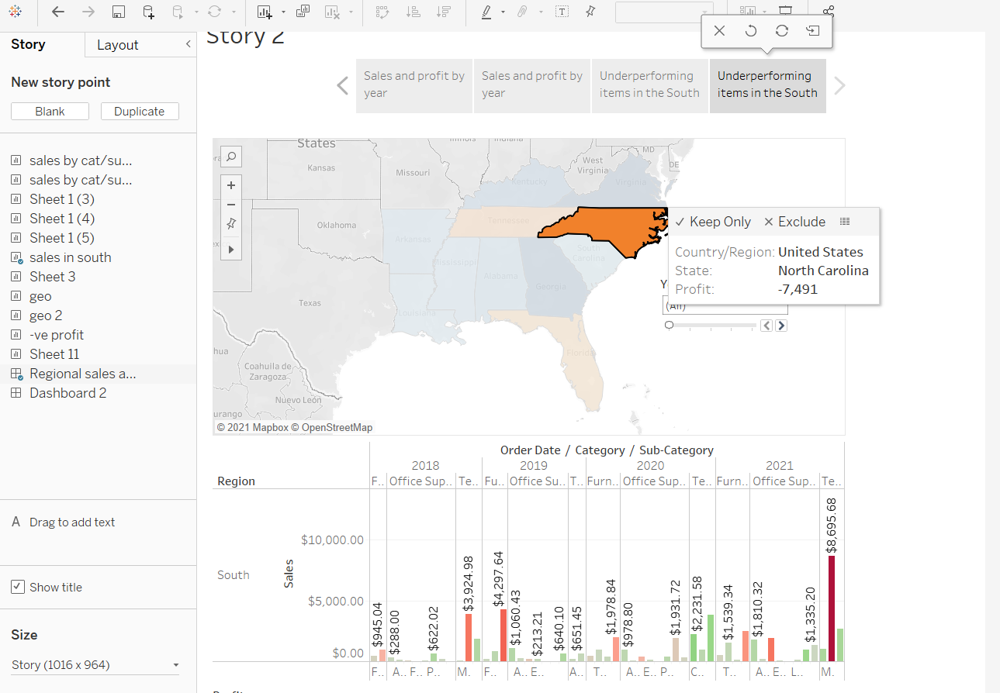 Story
Layout
New story point
Blank
Duplicate
sales by cat/su...
sales by cat/su...
Sheet 1 (3)
Sheet 1 (4)
Sheet 1 (5)
sales in south
Sheet 3
geo
geo 2
-ve profit
Sheet 11
Regional sales a...
Dashboard 2
A Drag to add text
Show title
Size
Story (1016 x 964)
Story 2
Sales and profit by
year
Sales and profit by
year
Underperforming
items in the South
Underperforming
items in the South
States
Illinois
Indiana
MD
Kansas
Missouri
West
Virginia
DE
Kentucky
Virginia
Oklahoma
Tennessee
Arkansas
South
Carolina
Mississippi
Alabama
Georgia
Texas
Louisiana
Florida
hua
Coahuila de
Zaragoza
Nuevo León
urango
© 2021 Mapbox © OpenStreetMap
Keep Only
Exclude
Country/Region: United States
State: North Carolina
Profit: -7,491
(All)
Order Date / Category / Sub-Category
2018 2019 2020 2021
Region F.. Office Sup.. Te.. Fu.. Office Su.. T.. Furn.. Office Sup.. Te.. Furn.. Office Sup.. Te..
South
Sales
$10,000.00
$5,000.00
$0.00
$945.04
$288.00
$622.02
$3,924.98
$4,297.64
$1,060.43
$213.21
$640.10
$651.45
$1,978.84
$978.80
$1,931.72
$2,231.58
$1,539.34
$1,810.32
$1,335.20
$8,695.68
F.. A.. F.. P.. M. F.. A.. E.. A.. T.. A.. E.. P.. C.. T.. A.. E.. L.. M.